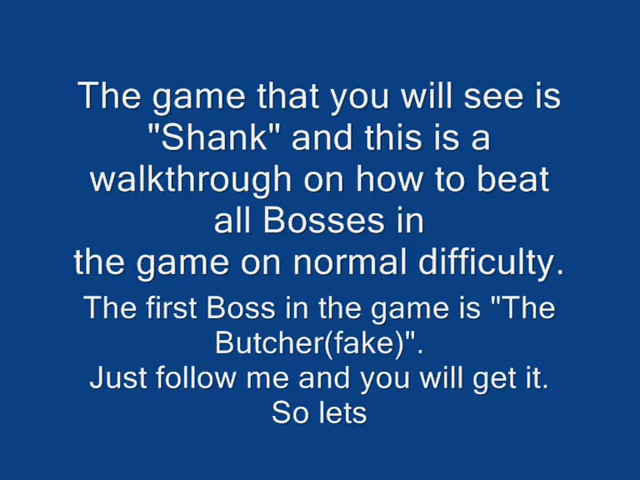 The game that you will see is
"Shank" and this is a
walkthrough on how to beat
all Bosses in
the game on normal difficulty.
The first Boss in the game is "The
Butcher(fake)".
Just follow me and you will get it.
So lets